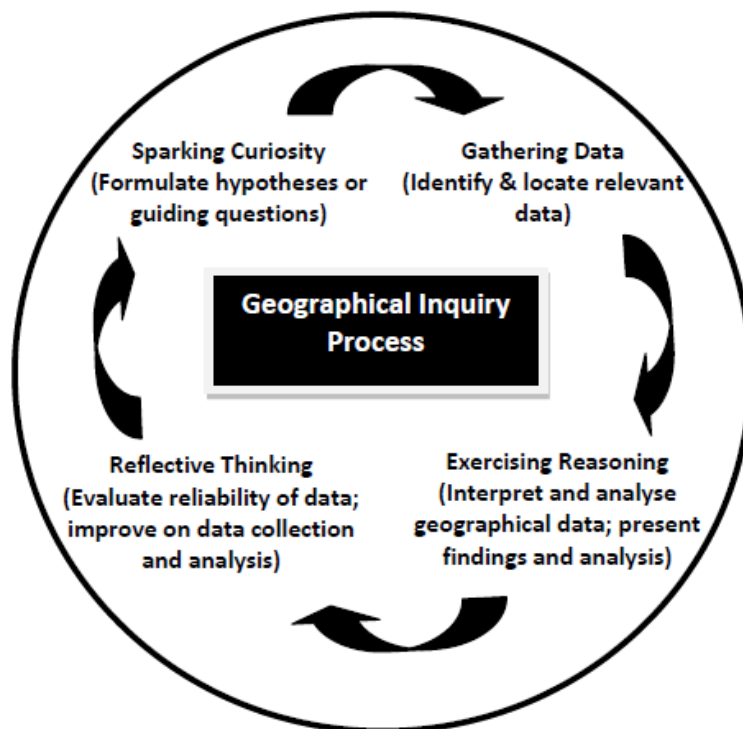 Sparking Curiosity
(Formulate hypotheses or
guiding questions)
Gathering Data
(Identify & locate relevant
data)
Geographical Inquiry
Process
Reflective Thinking
(Evaluate reliability of data;
improve on data collection
and analysis)
Exercising Reasoning
(Interpret and analyse
geographical data; present
findings and analysis)